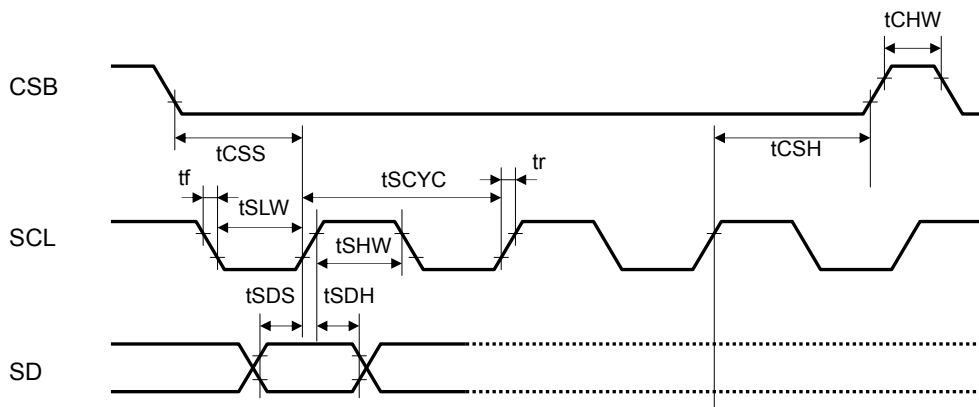 tCHW
CSB
tCSS
tCSH
tf
tSCYC
tr
tSLW
SCL
tSHW
tSDS
tSDH
SD